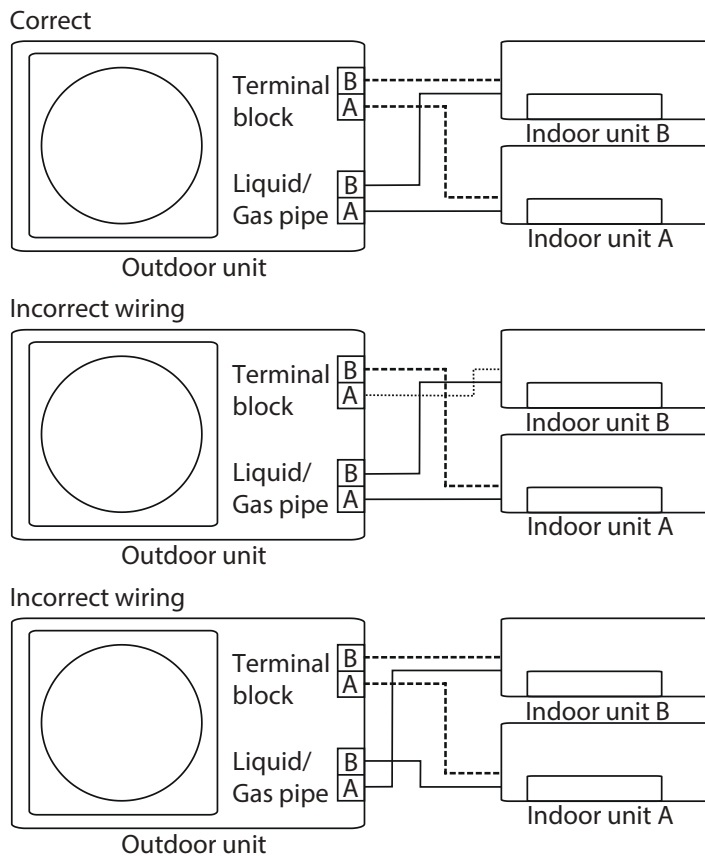 Correct
Terminal
block
B
A
Liquid/
Gas pipe
B
A
Indoor unit B
Indoor unit A
Outdoor unit
Incorrect wiring
Terminal
block
B
A
Liquid/
Gas pipe
B
A
Indoor unit B
Indoor unit A
Outdoor unit
Incorrect wiring
Terminal
block
B
A
Liquid/
Gas pipe
B
A
Indoor unit B
Indoor unit A
Outdoor unit